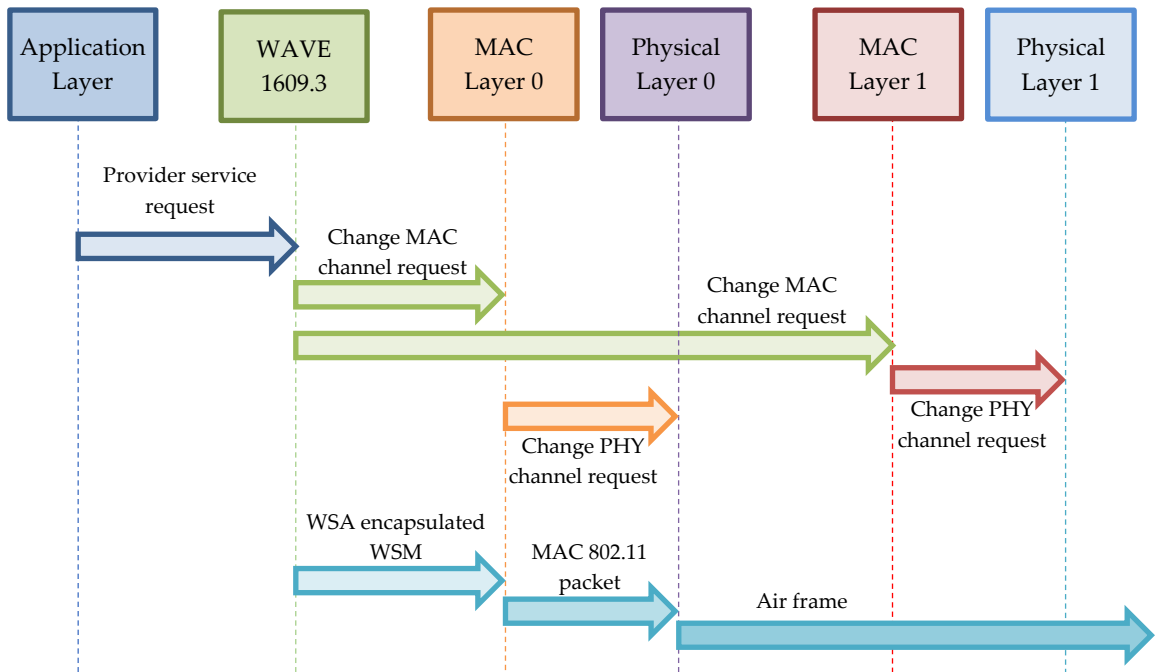 Application
Layer
WAVE
1609.3
MAC
Layer 0
Physical
Layer 0
MAC
Layer 1
Physical
Layer 1
Provider service
request
Change MAC
channel request
Change MAC
channel request
Change PHY
channel request
Change PHY
channel request
WSA encapsulated
WSM
MAC 802.11
packet
Air frame